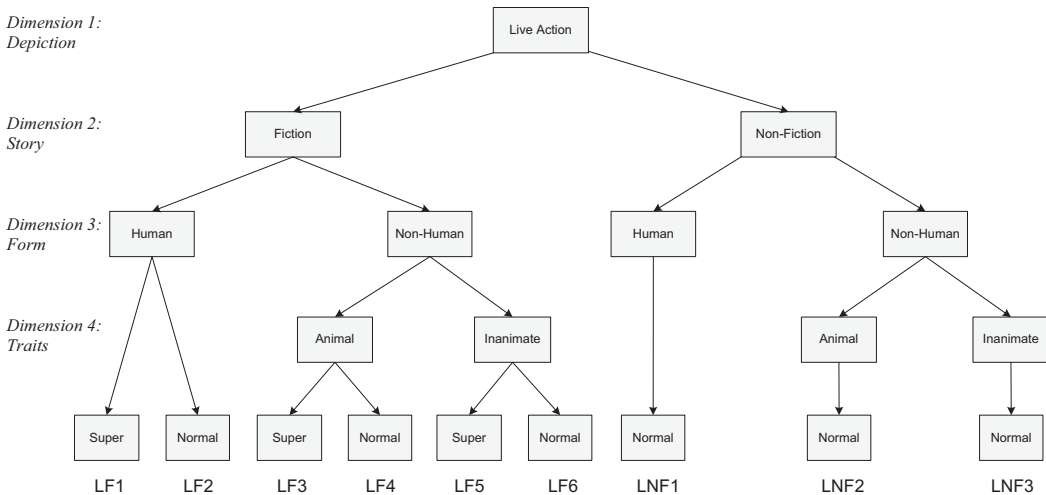 Dimension 1:
Depiction
Live Action
Dimension 2:
Story
Fiction
Non-Fiction
Dimension 3:
Form
Human
Non-Human
Human
Non-Human
Dimension 4:
Traits
Animal
Inanimate
Animal
Inanimate
Super
Normal
Super
Normal
Super
Normal
Normal
Normal
Normal
LF1
LF2
LF3
LF4
LF5
LF6
LNF1
LNF2
LNF3